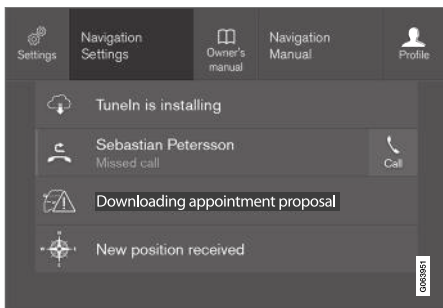 Settings
Navigation
Settings
Owner's
manual
Navigation
Manual
Profile
TuneIn is installing
Sebastian Petersson
Missed call
Call
Downloading appointment proposal
New position received
G063951